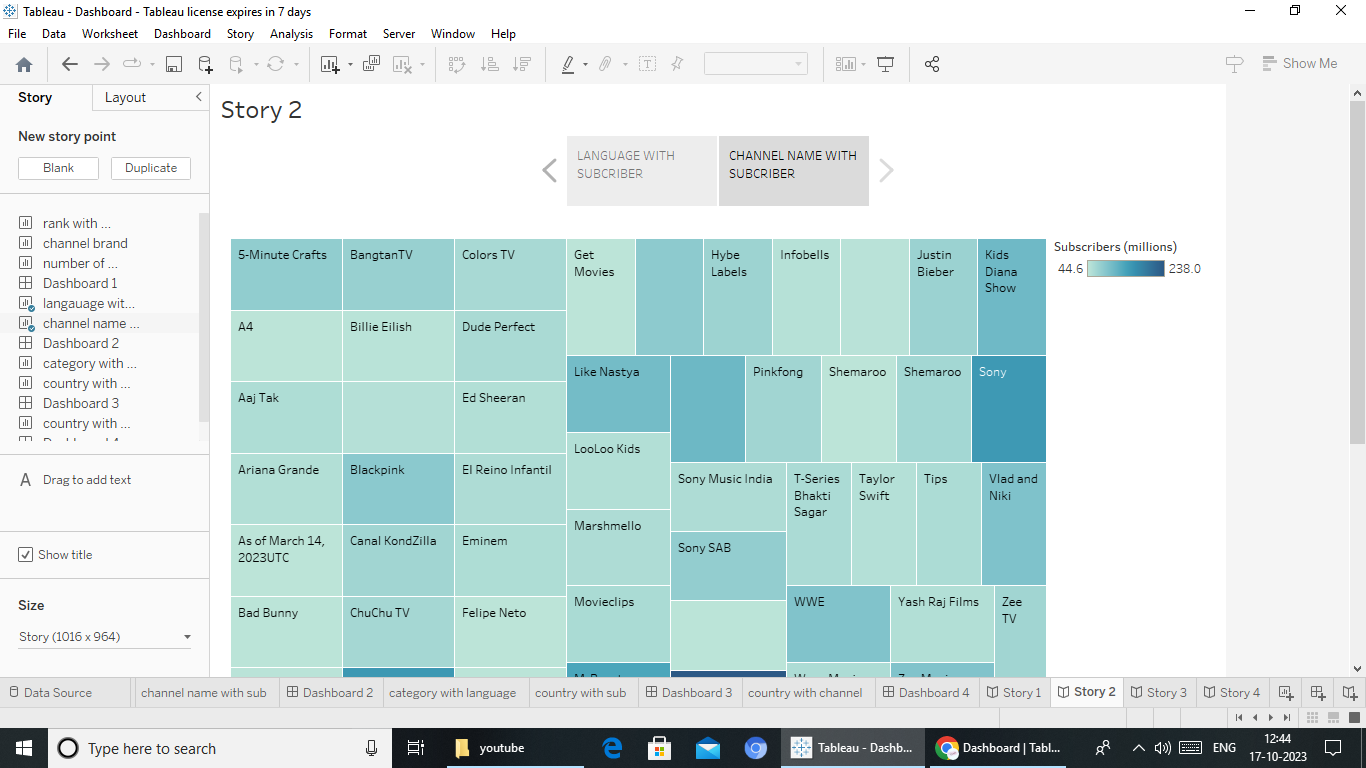 Tableau - Dashboard - Tableau license expires in 7 days
File Data Worksheet Dashboard Story Analysis Format Server Window Help
Show Me
Story Layout
New story point
Blank Duplicate
rank with ...
channel brand
number of ...
Dashboard 1
langauage wit...
channel name ...
Dashboard 2
category with ...
country with ...
Dashboard 3
country with ...
A Drag to add text
Show title
Size
Story (1016 x 964)
Story 2
LANGUAGE WITH
SUBCRIBER
CHANNEL NAME WITH
SUBCRIBER
5-Minute Crafts
BangtanTV
Colors TV
Get
Movies
Hybe
Labels
Infobells
Justin
Bieber
Kids
Diana
Show
A4
Billie Eilish
Dude Perfect
Like Nastya
Pinkfong
Shemaroo
Shemaroo
Sony
Aaj Tak
Ed Sheeran
LooLoo Kids
Ariana Grande
Blackpink
El Reino Infantil
Sony Music India
T-Series
Bhakti
Sagar
Taylor
Swift
Tips
Vlad and
Niki
Marshmello
As of March 14,
2023UTC
Canal KondZilla
Eminem
Sony SAB
Bad Bunny
ChuChu TV
Felipe Neto
Movieclips
WWE
Yash Raj Films
Zee
TV
Subscribers (millions)
44.6 238.0
Data Source channel name with sub Dashboard 2 category with language country with sub Dashboard 3 country with channel Dashboard 4 Story 1 Story 2 Story 3 Story 4
Type here to search
youtube
Tableau - Dashb...
Dashboard | Tabl...
ENG
12:44
17-10-2023